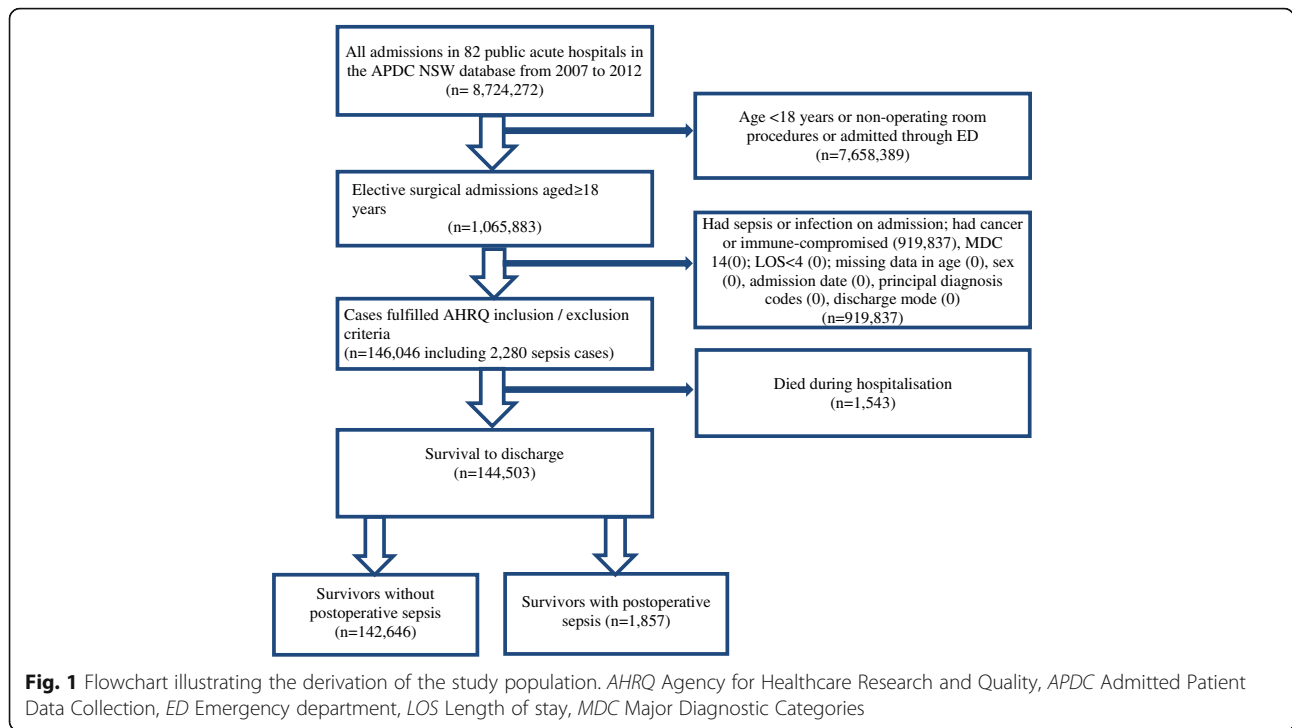 All admissions in 82 public acute hospitals in
the APDC NSW database from 2007 to 2012
(n= 8,724,272)
Age <18 years or non-operating room
procedures or admitted through ED
(n=7,658,389)
Elective surgical admissions aged≥18
years
(n=1,065,883)
Had sepsis or infection on admission; had cancer
or immune-compromised (919,837), MDC
14(0); LOS<4 (0); missing data in age (0), sex
(0), admission date (0), principal diagnosis
codes (0), discharge mode (0)
(n=919,837)
Cases fulfilled AHRQ inclusion / exclusion
criteria
(n=146,046 including 2,280 sepsis cases)
Died during hospitalisation
(n=1,543)
Survival to discharge
(n=144,503)
Survivors without
postoperative sepsis
(n=142,646)
Survivors with postoperative
sepsis (n=1,857)
Fig. 1 Flowchart illustrating the derivation of the study population. AHRQ Agency for Healthcare Research and Quality, APDC Admitted Patient
Data Collection, ED Emergency department, LOS Length of stay, MDC Major Diagnostic Categories